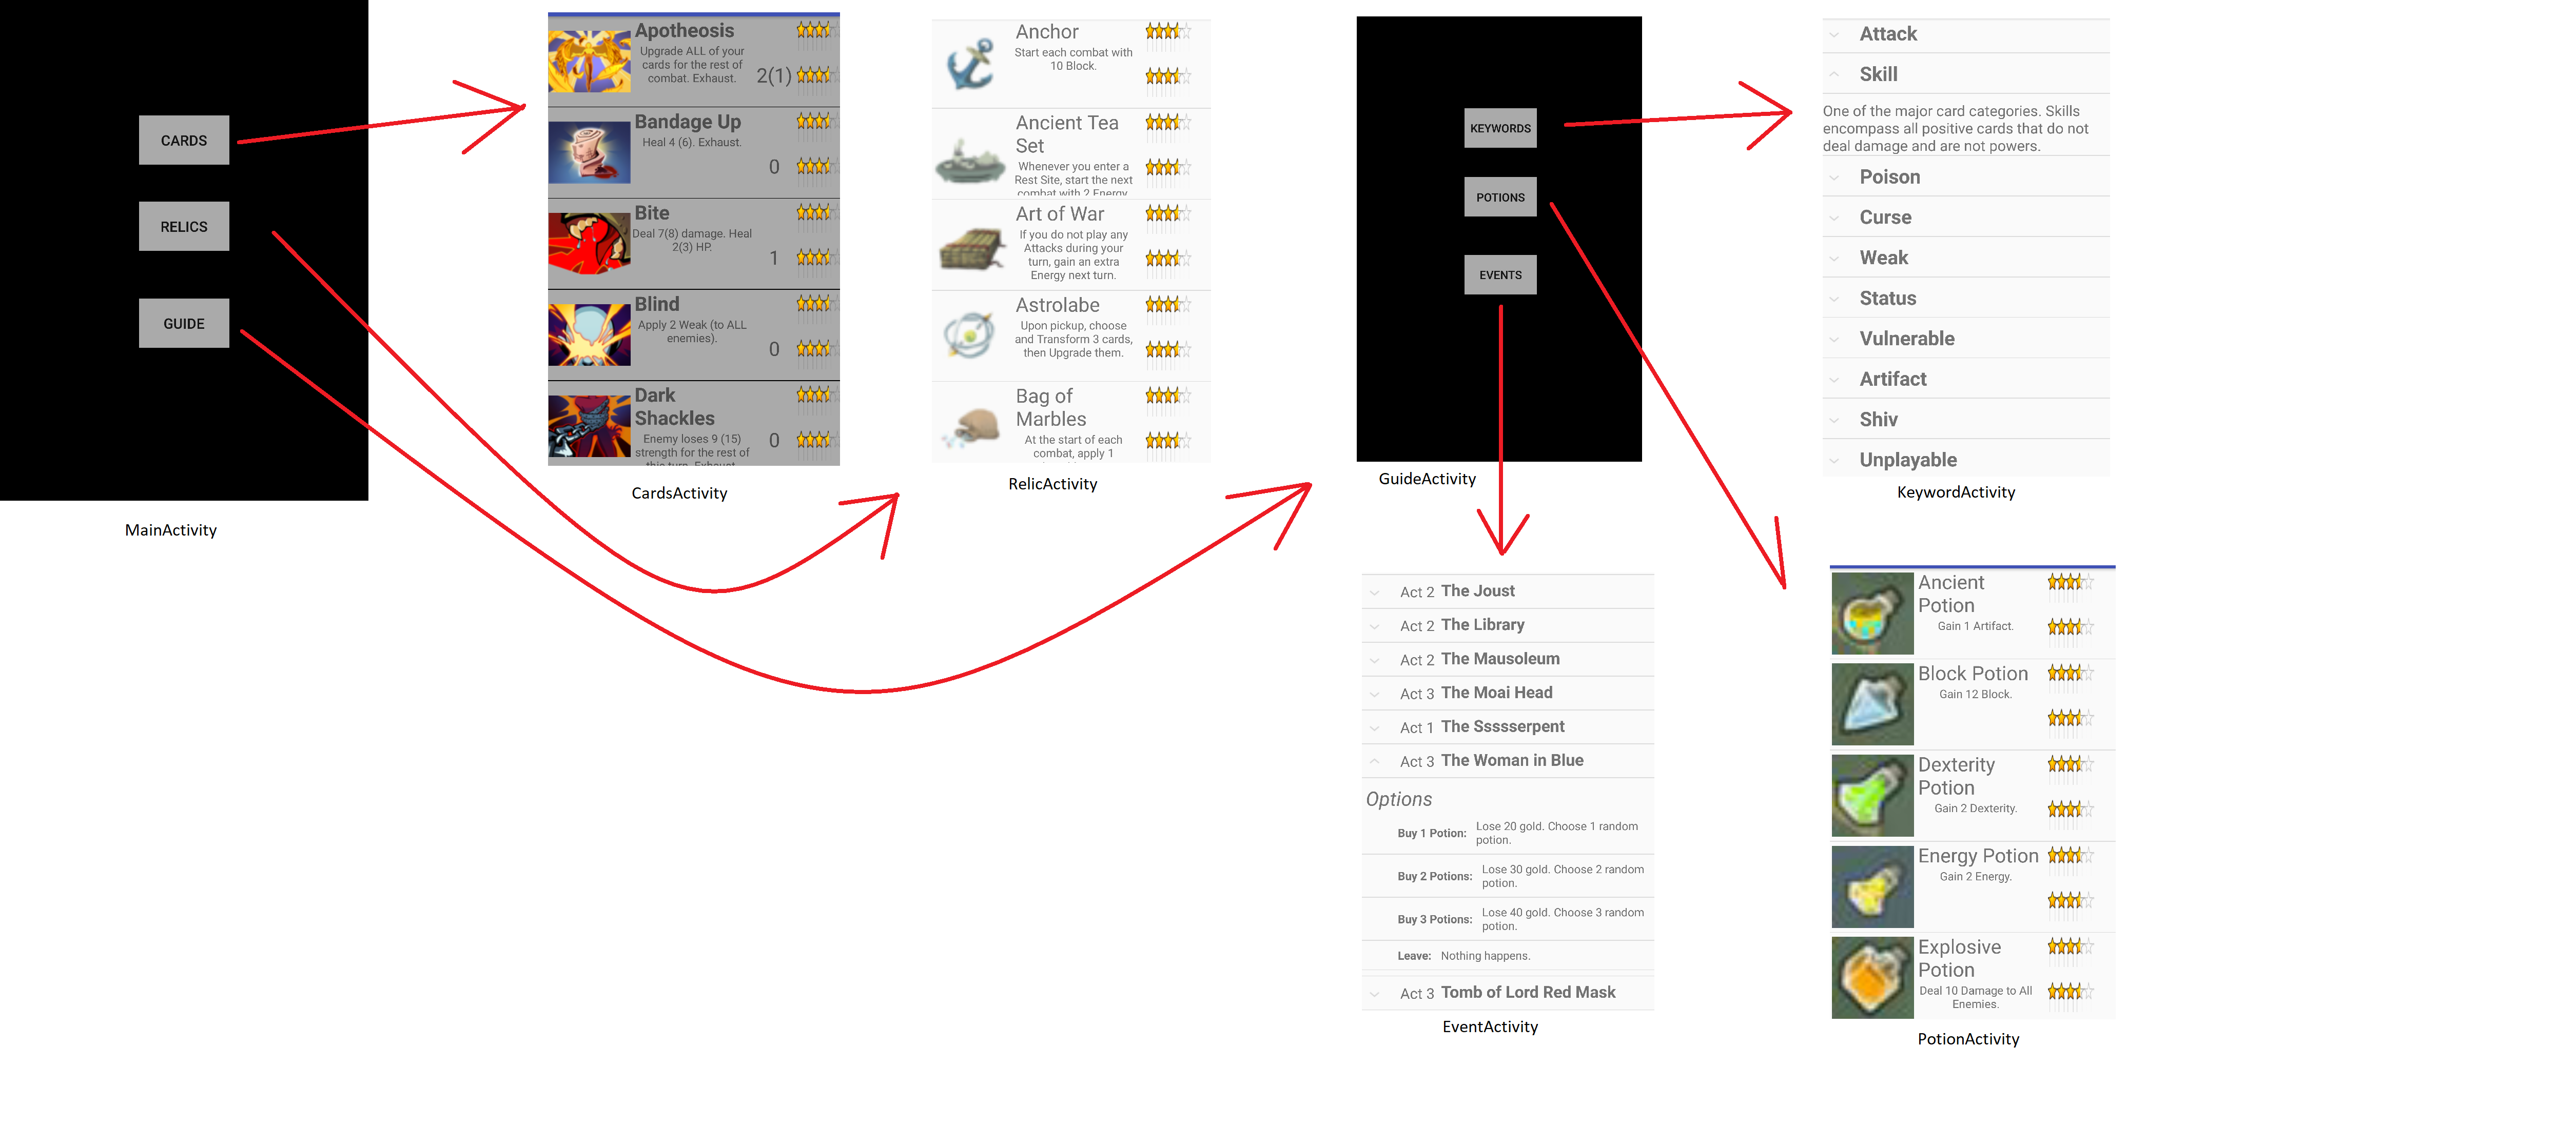 CARDS
RELICS
GUIDE
MainActivity
Apotheosis
Upgrade ALL of your
cards for the rest of
combat. Exhaust.
2(1)
Bandage Up
Heal 4 (6). Exhaust.
0
Bite
Deal 7(8) damage. Heal
2(3) HP.
1
Blind
Apply 2 Weak (to ALL
enemies).
0
Dark
Shackles
Enemy loses 9 (15)
strength for the rest of
this turn. Exhaust.
0
CardsActivity
Anchor
Start each combat with
10 Block.
Ancient Tea
Set
Whenever you enter a
Rest Site, start the next
combat with 2 Energy
Art of War
If you do not play any
Attacks during your
turn, gain an extra
Energy next turn.
Astrolabe
Upon pickup, choose
and Transform 3 cards,
then Upgrade them.
Bag of
Marbles
At the start of each
combat, apply 1
RelicActivity
KEYWORDS
POTIONS
EVENTS
GuideActivity
Attack
Skill
One of the major card categories. Skills
encompass all positive cards that do not
deal damage and are not powers.
Poison
Curse
Weak
Status
Vulnerable
Artifact
Shiv
Unplayable
KeywordActivity
Act 2 The Joust
Act 2 The Library
Act 2 The Mausoleum
Act 3 The Moai Head
Act 1 The Ssssserpent
Act 3 The Woman in Blue
Options
Buy 1 Potion: Lose 20 gold. Choose 1 random
potion.
Buy 2 Potions: Lose 30 gold. Choose 2 random
potion.
Buy 3 Potions: Lose 40 gold. Choose 3 random
potion.
Leave: Nothing happens.
Act 3 Tomb of Lord Red Mask
EventActivity
Ancient
Potion
Gain 1 Artifact.
Block Potion
Gain 12 Block.
Dexterity
Potion
Gain 2 Dexterity.
Energy Potion
Gain 2 Energy.
Explosive
Potion
Deal 10 Damage to All
Enemies.
PotionActivity